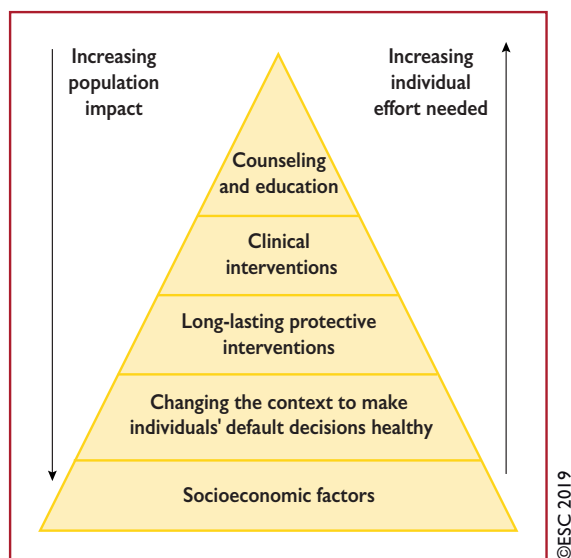 Increasing
population
impact
Increasing
individual
effort needed
Counseling
and education
Clinical
interventions
Long-lasting protective
interventions
Changing the context to make
individuals' default decisions healthy
Socioeconomic factors
©ESC 2019